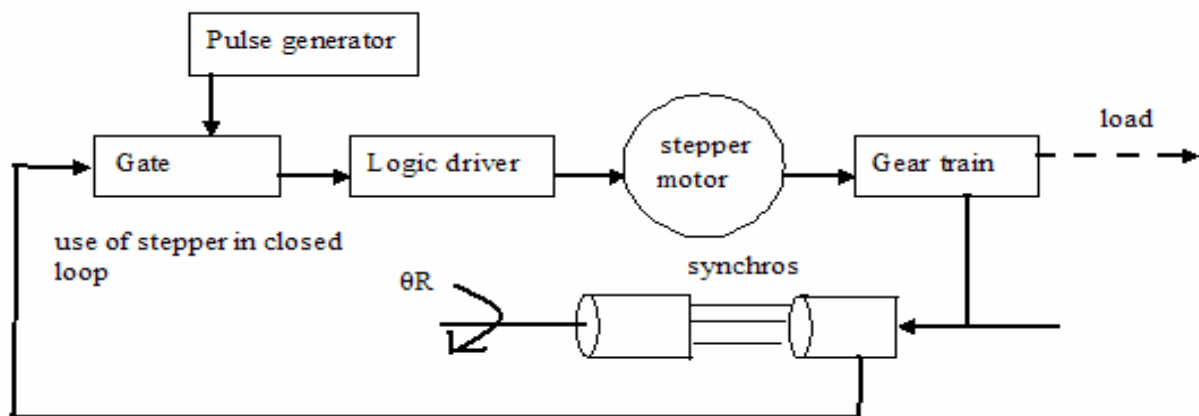 Pulse generator
load
Gate
Logic driver
stepper
motor
Gear train
use of stepper in closed
loop
synchros
θR